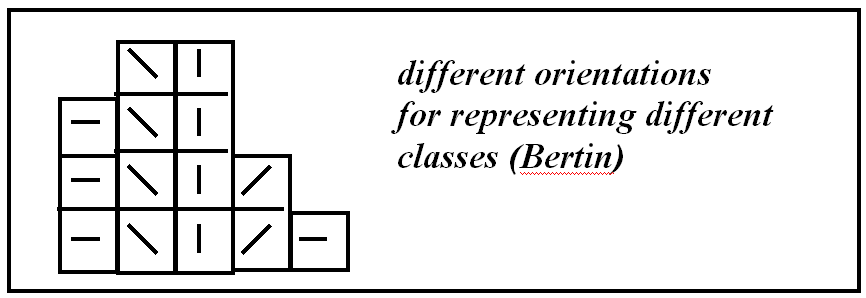 different orientations
for representing different
classes (Bertin)